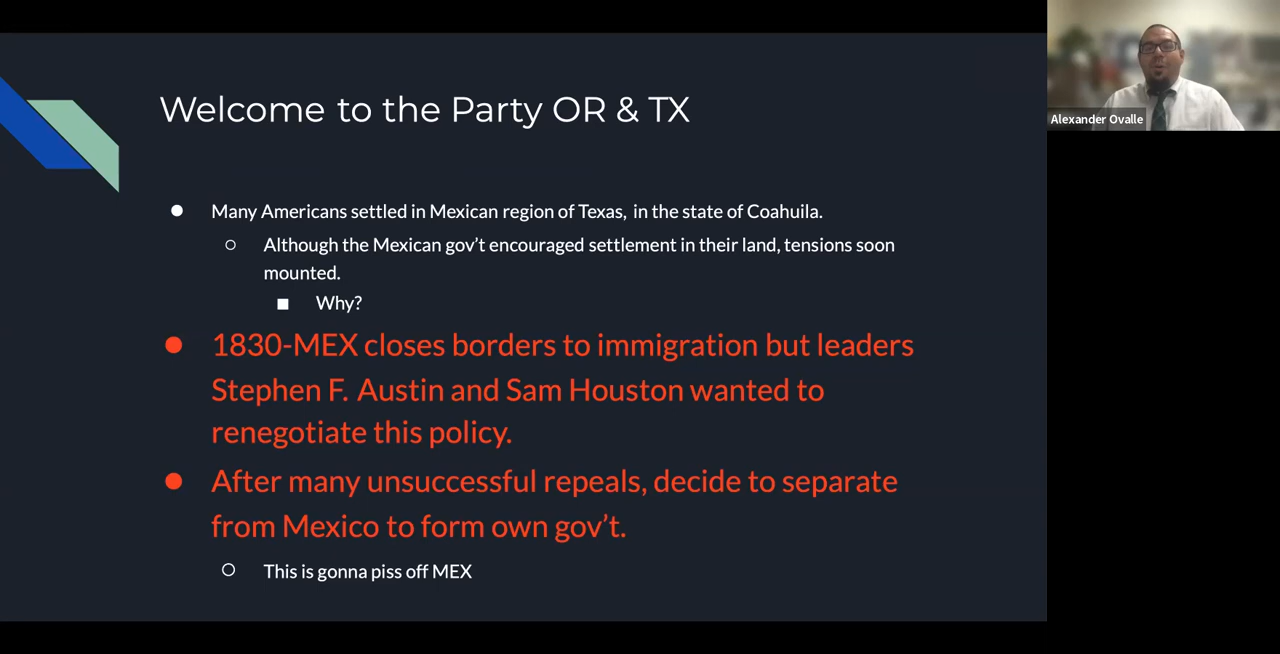 Welcome to the Party OR & TX
Many Americans settled in Mexican region of Texas, in the state of Coahuila.
Although the Mexican gov't encouraged settlement in their land, tensions soon
mounted.
Why?
1830-MEX closes borders to immigration but leaders
Stephen F. Austin and Sam Houston wanted to
renegotiate this policy.
After many unsuccessful repeals, decide to separate
from Mexico to form own gov't.
This is gonna piss off MEX
Alexander Ovalle